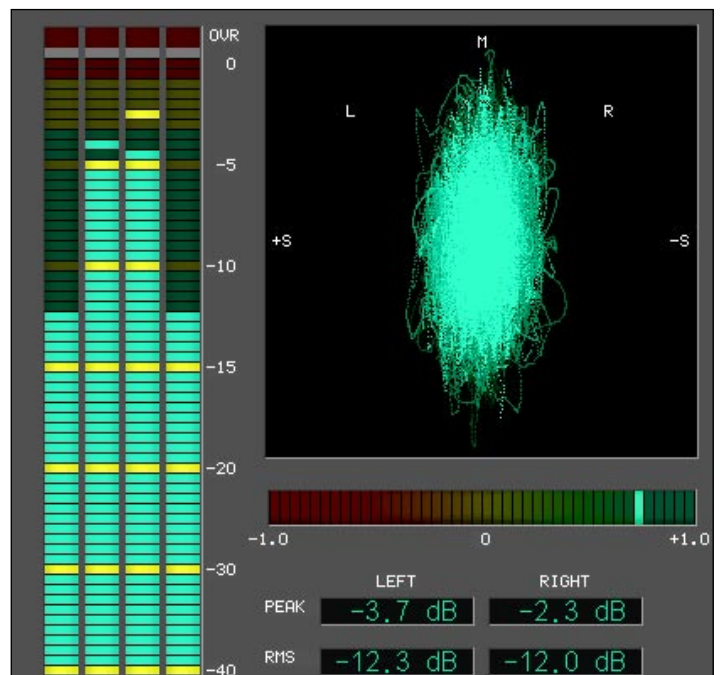 OVR
0
-5
-10
-15
-20
-30
-40
M
L R
+S -S
-1.0 0 +1.0
LEFT RIGHT
PEAK -3.7 dB -2.3 dB
RMS -12.3 dB -12.0 dB